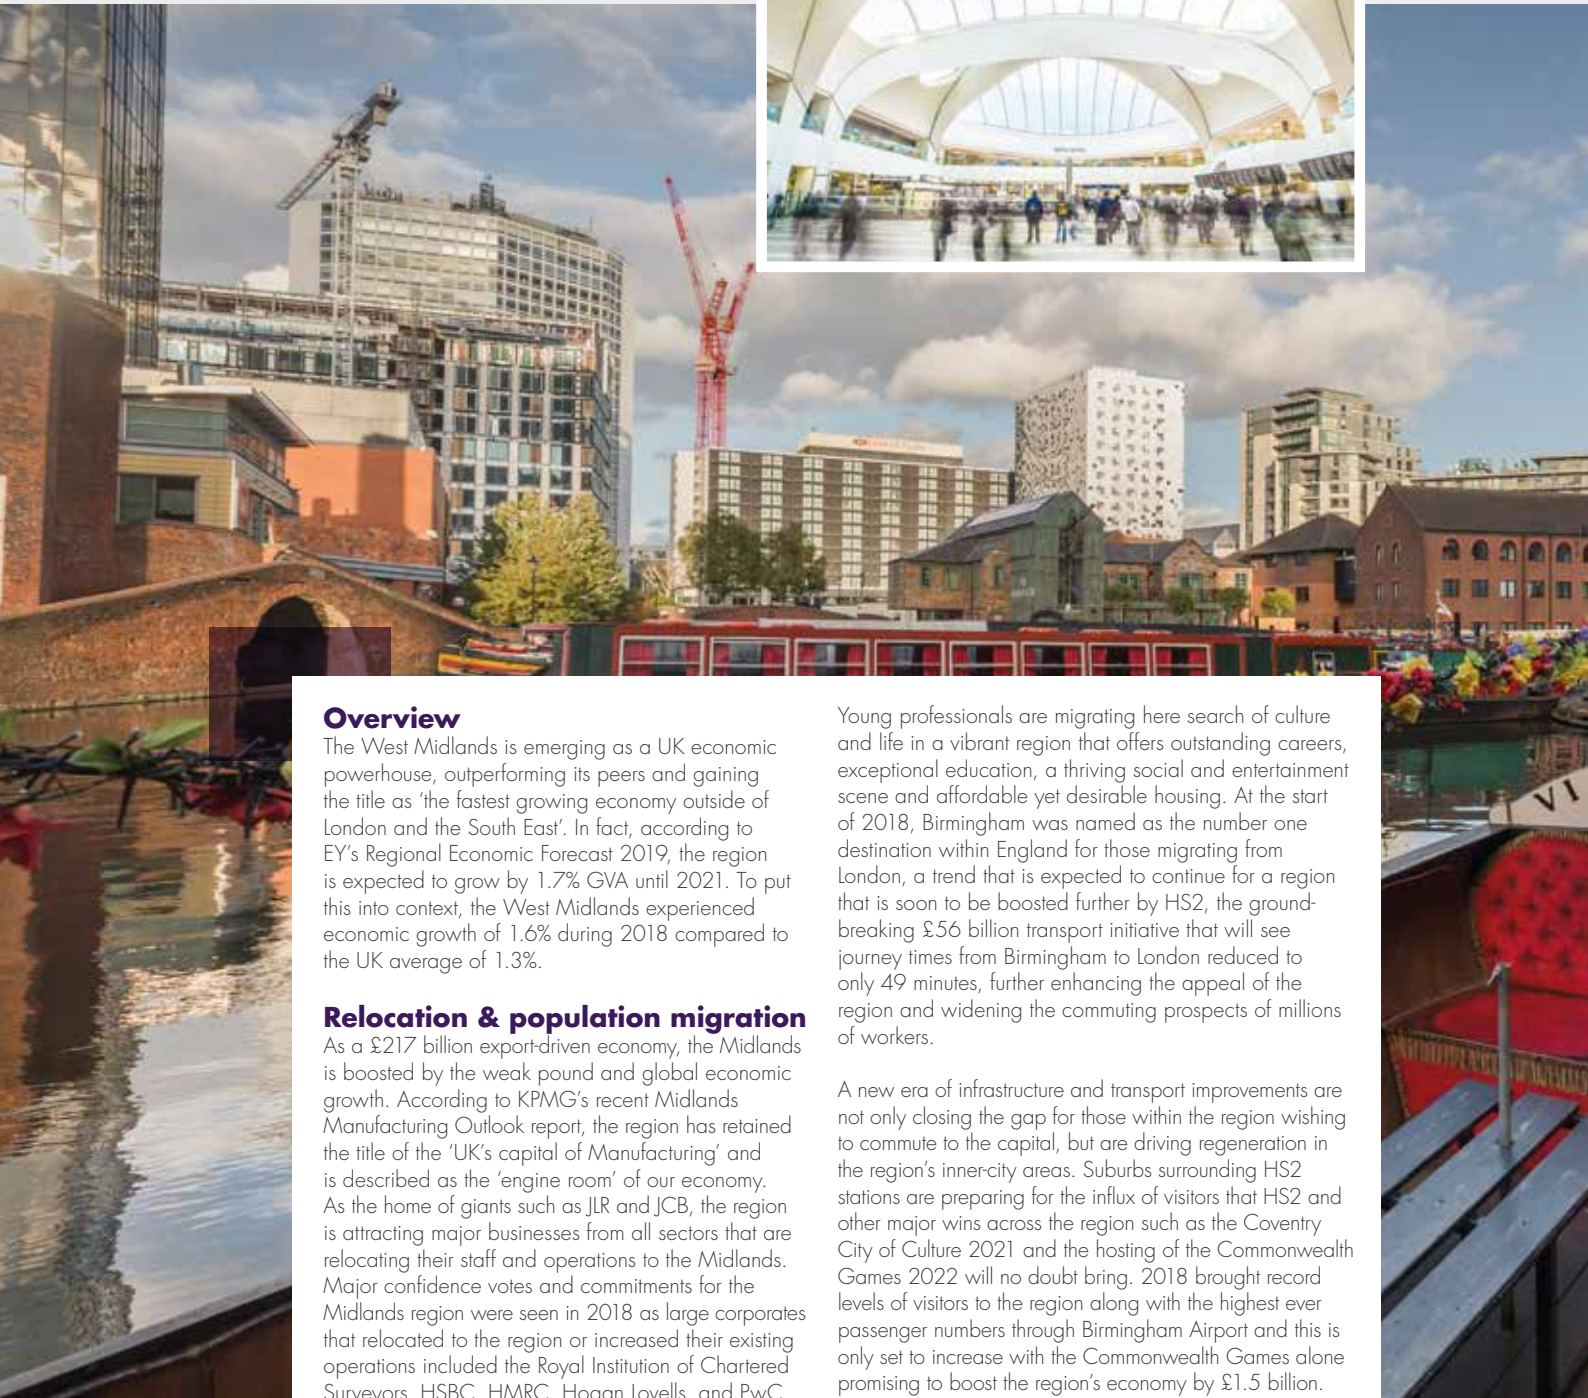 Overview
The West Midlands is emerging as a UK economic
powerhouse, outperforming its peers and gaining
the title as ‘the fastest growing economy outside of
London and the South East’. In fact, according to
EY’s Regional Economic Forecast 2019, the region
is expected to grow by 1.7% GVA until 2021. To put
this into context, the West Midlands experienced
economic growth of 1.6% during 2018 compared to
the UK average of 1.3%.
Relocation & population migration
As a £217 billion export-driven economy, the Midlands
is boosted by the weak pound and global economic
growth. According to KPMG’s recent Midlands
Manufacturing Outlook report, the region has retained
the title of the ‘UK’s capital of Manufacturing’ and
is described as the ‘engine room’ of our economy.
As the home of giants such as JLR and JCB, the region
is attracting major businesses from all sectors that are
relocating their staff and operations to the Midlands.
Major confidence votes and commitments for the
Midlands region were seen in 2018 as large corporates
that relocated to the region or increased their existing
operations included the Royal Institution of Chartered
Surveyors, HSBC, HMRC, Hogan Lovells, and PwC.
Young professionals are migrating here search of culture
and life in a vibrant region that offers outstanding careers,
exceptional education, a thriving social and entertainment
scene and affordable yet desirable housing. At the start
of 2018, Birmingham was named as the number one
destination within England for those migrating from
London, a trend that is expected to continue for a region
that is soon to be boosted further by HS2, the ground-
breaking £56 billion transport initiative that will see
journey times from Birmingham to London reduced to
only 49 minutes, further enhancing the appeal of the
region and widening the commuting prospects of millions
of workers.
A new era of infrastructure and transport improvements are
not only closing the gap for those within the region wishing
to commute to the capital, but are driving regeneration in
the region’s inner-city areas. Suburbs surrounding HS2
stations are preparing for the influx of visitors that HS2 and
other major wins across the region such as the Coventry
City of Culture 2021 and the hosting of the Commonwealth
Games 2022 will no doubt bring. 2018 brought record
levels of visitors to the region along with the highest ever
passenger numbers through Birmingham Airport and this is
only set to increase with the Commonwealth Games alone
promising to boost the region’s economy by £1.5 billion.
VI